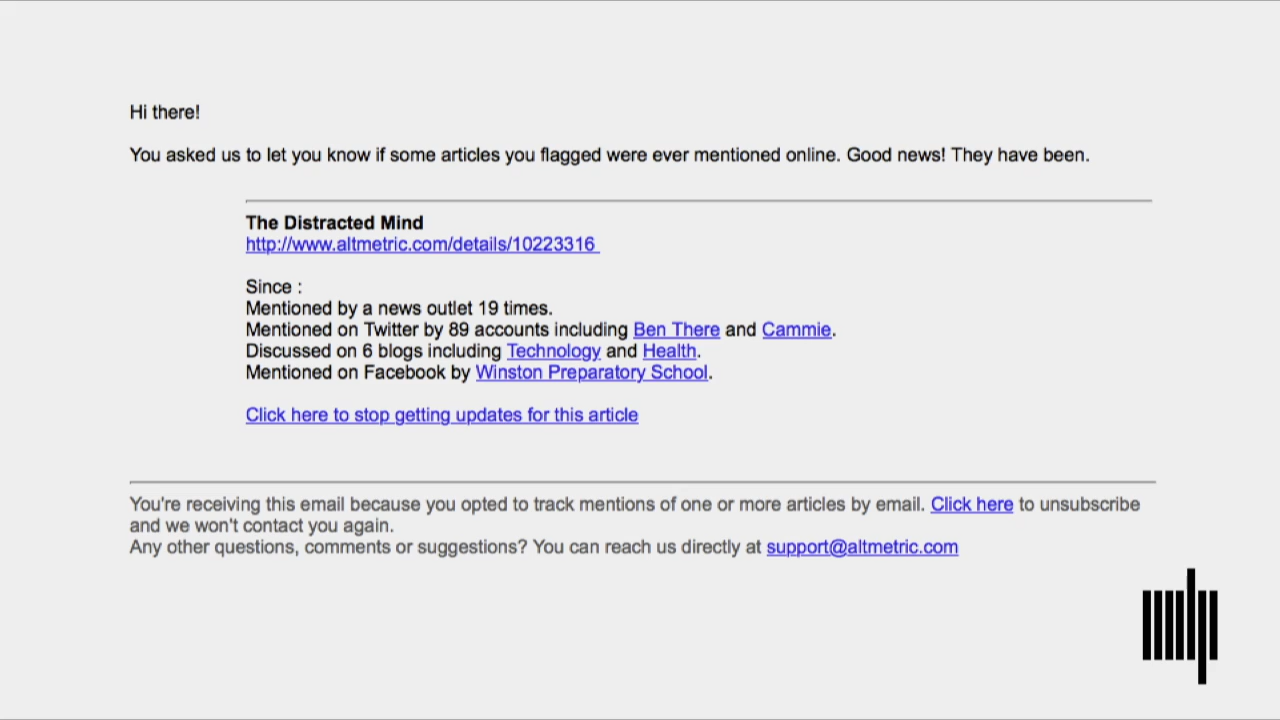 Hi there!
You asked us to let you know if some articles you flagged were ever mentioned online. Good news! They have been.
The Distracted Mind
http://www.altmetric.com/details/10223316
Since :
Mentioned by a news outlet 19 times.
Mentioned on Twitter by 89 accounts including Ben There and Cammie.
Discussed on 6 blogs including Technology and Health.
Mentioned on Facebook by Winston Preparatory School.
Click here to stop getting updates for this article
You're receiving this email because you opted to track mentions of one or more articles by email. Click here to unsubscribe
and we won't contact you again.
Any other questions, comments or suggestions? You can reach us directly at support@altmetric.com